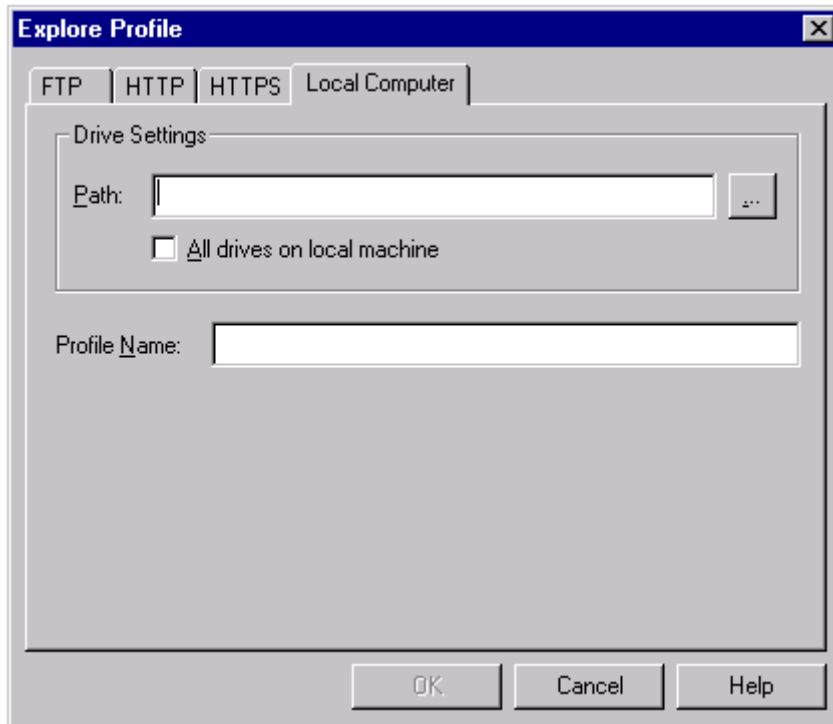 Explore Profile
FTP HTTP HTTPS Local Computer
Drive Settings
Path: ...
All drives on local machine
Profile Name:
OK Cancel Help